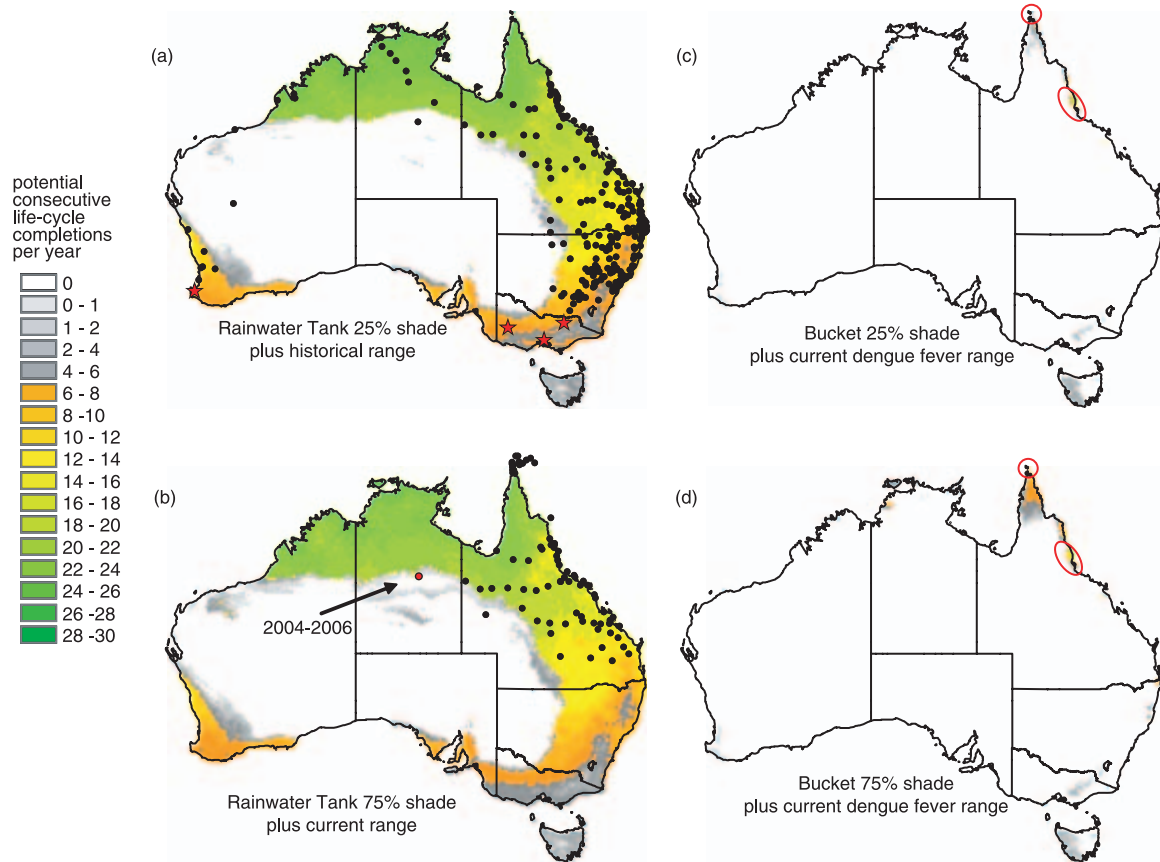 potential
consecutive
life-cycle
completions
per year
0
0 - 1
1 - 2
2 - 4
4 - 6
6 - 8
8 -10
10 - 12
12 - 14
14 - 16
16 - 18
18 - 20
20 - 22
22 - 24
24 - 26
26 -28
28 -30
(a)
Rainwater Tank 25% shade
plus historical range
(c)
Bucket 25% shade
plus current dengue fever range
(b)
2004-2006
Rainwater Tank 75% shade
plus current range
(d)
Bucket 75% shade
plus current dengue fever range